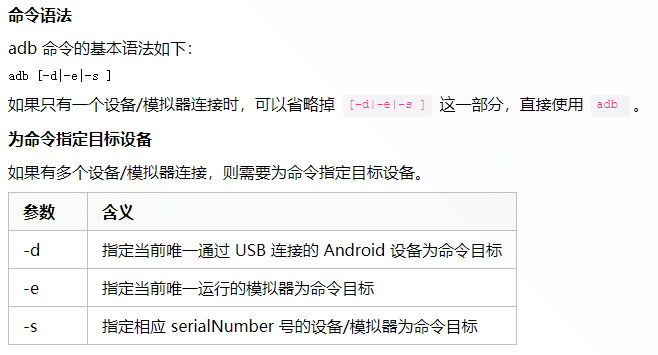 命令语法
adb 命令的基本语法如下：
adb [-d|-e|-s ]
如果只有一个设备/模拟器连接时，可以省略掉 [-d|-e|-s ] 这一部分，直接使用 adb 。
为命令指定目标设备
如果有多个设备/模拟器连接，则需要为命令指定目标设备。
参数 含义
-d 指定当前唯一通过 USB 连接的 Android 设备为命令目标
-e 指定当前唯一运行的模拟器为命令目标
-s 指定相应 serialNumber 号的设备/模拟器为命令目标